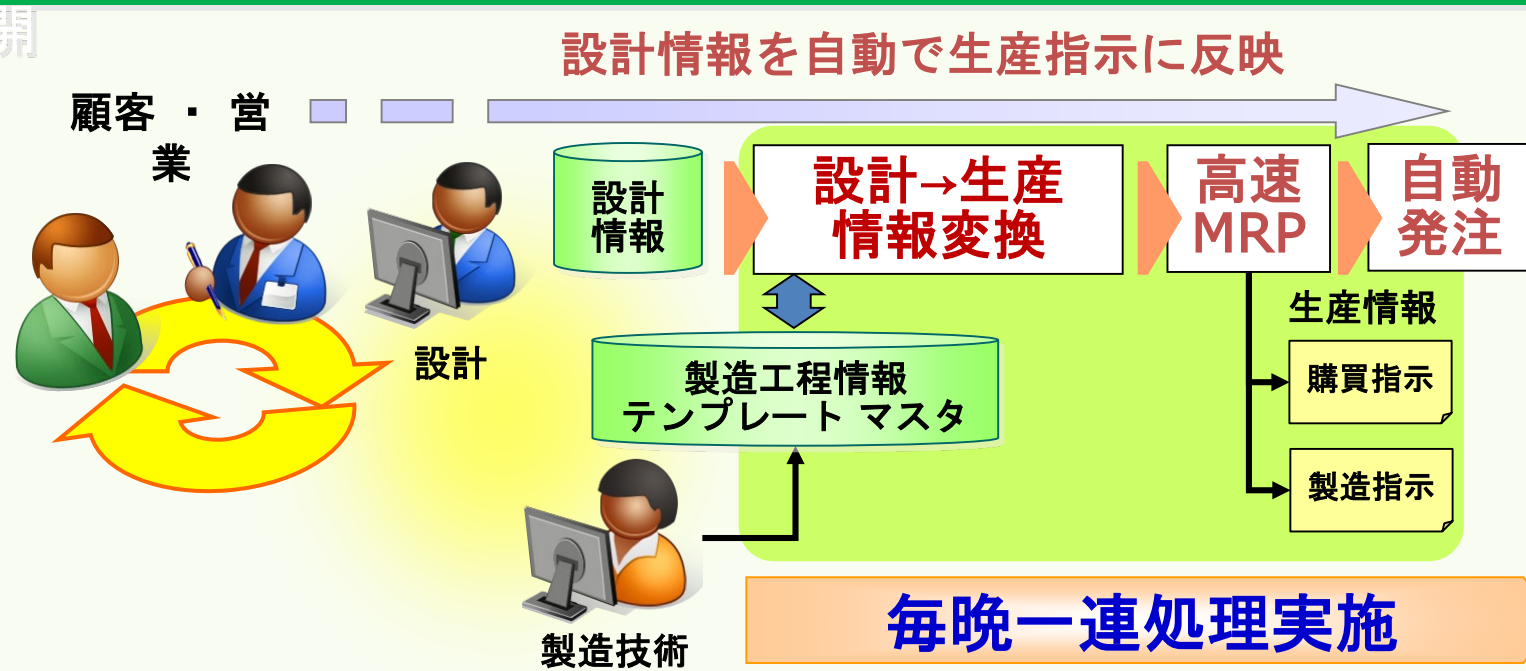 開
設計情報を自動で生産指示に反映
顧客 ・ 営
業
設計
情報
設計→生産
情報変換
高速
MRP
自動
発注
生産情報
設計
製造工程情報
テンプレート マスタ
購買指示
製造指示
製造技術
毎晩一連処理実施